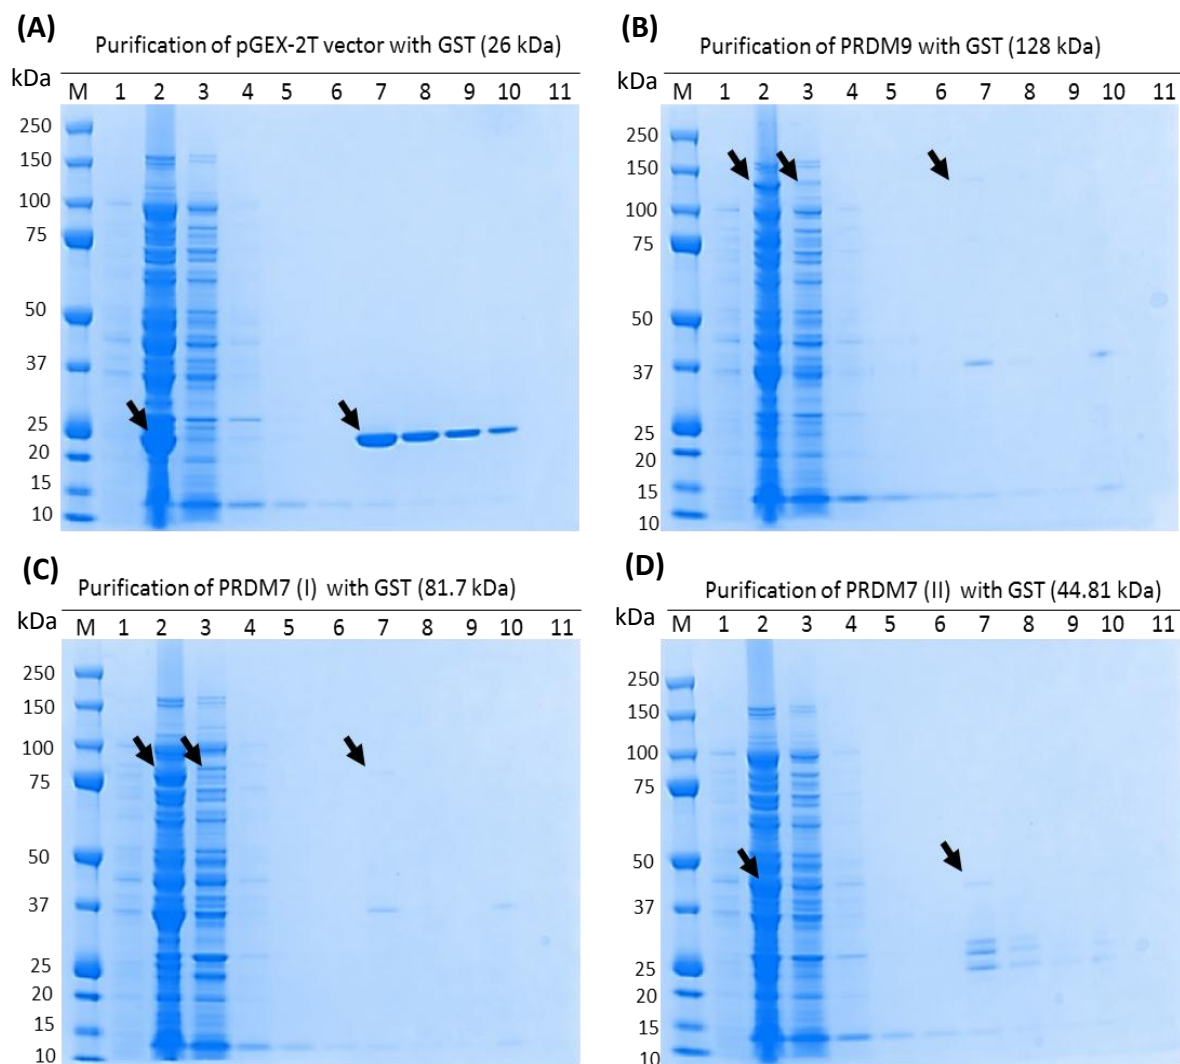 (A)
Purification of pGEX-2T vector with GST (26 kDa)
kDa
M 1 2 3 4 5 6 7 8 9 10 11
250
150
100
75
50
37
25
20
15
10
(B)
Purification of PRDM9 with GST (128 kDa)
kDa
M 1 2 3 4 5 6 7 8 9 10 11
250
150
100
75
50
37
25
20
15
10
(C)
Purification of PRDM7 (I) with GST (81.7 kDa)
kDa
M 1 2 3 4 5 6 7 8 9 10 11
250
150
100
75
50
37
25
20
15
10
(D)
Purification of PRDM7 (II) with GST (44.81 kDa)
kDa
M 1 2 3 4 5 6 7 8 9 10 11
250
150
100
75
50
37
25
20
15
10